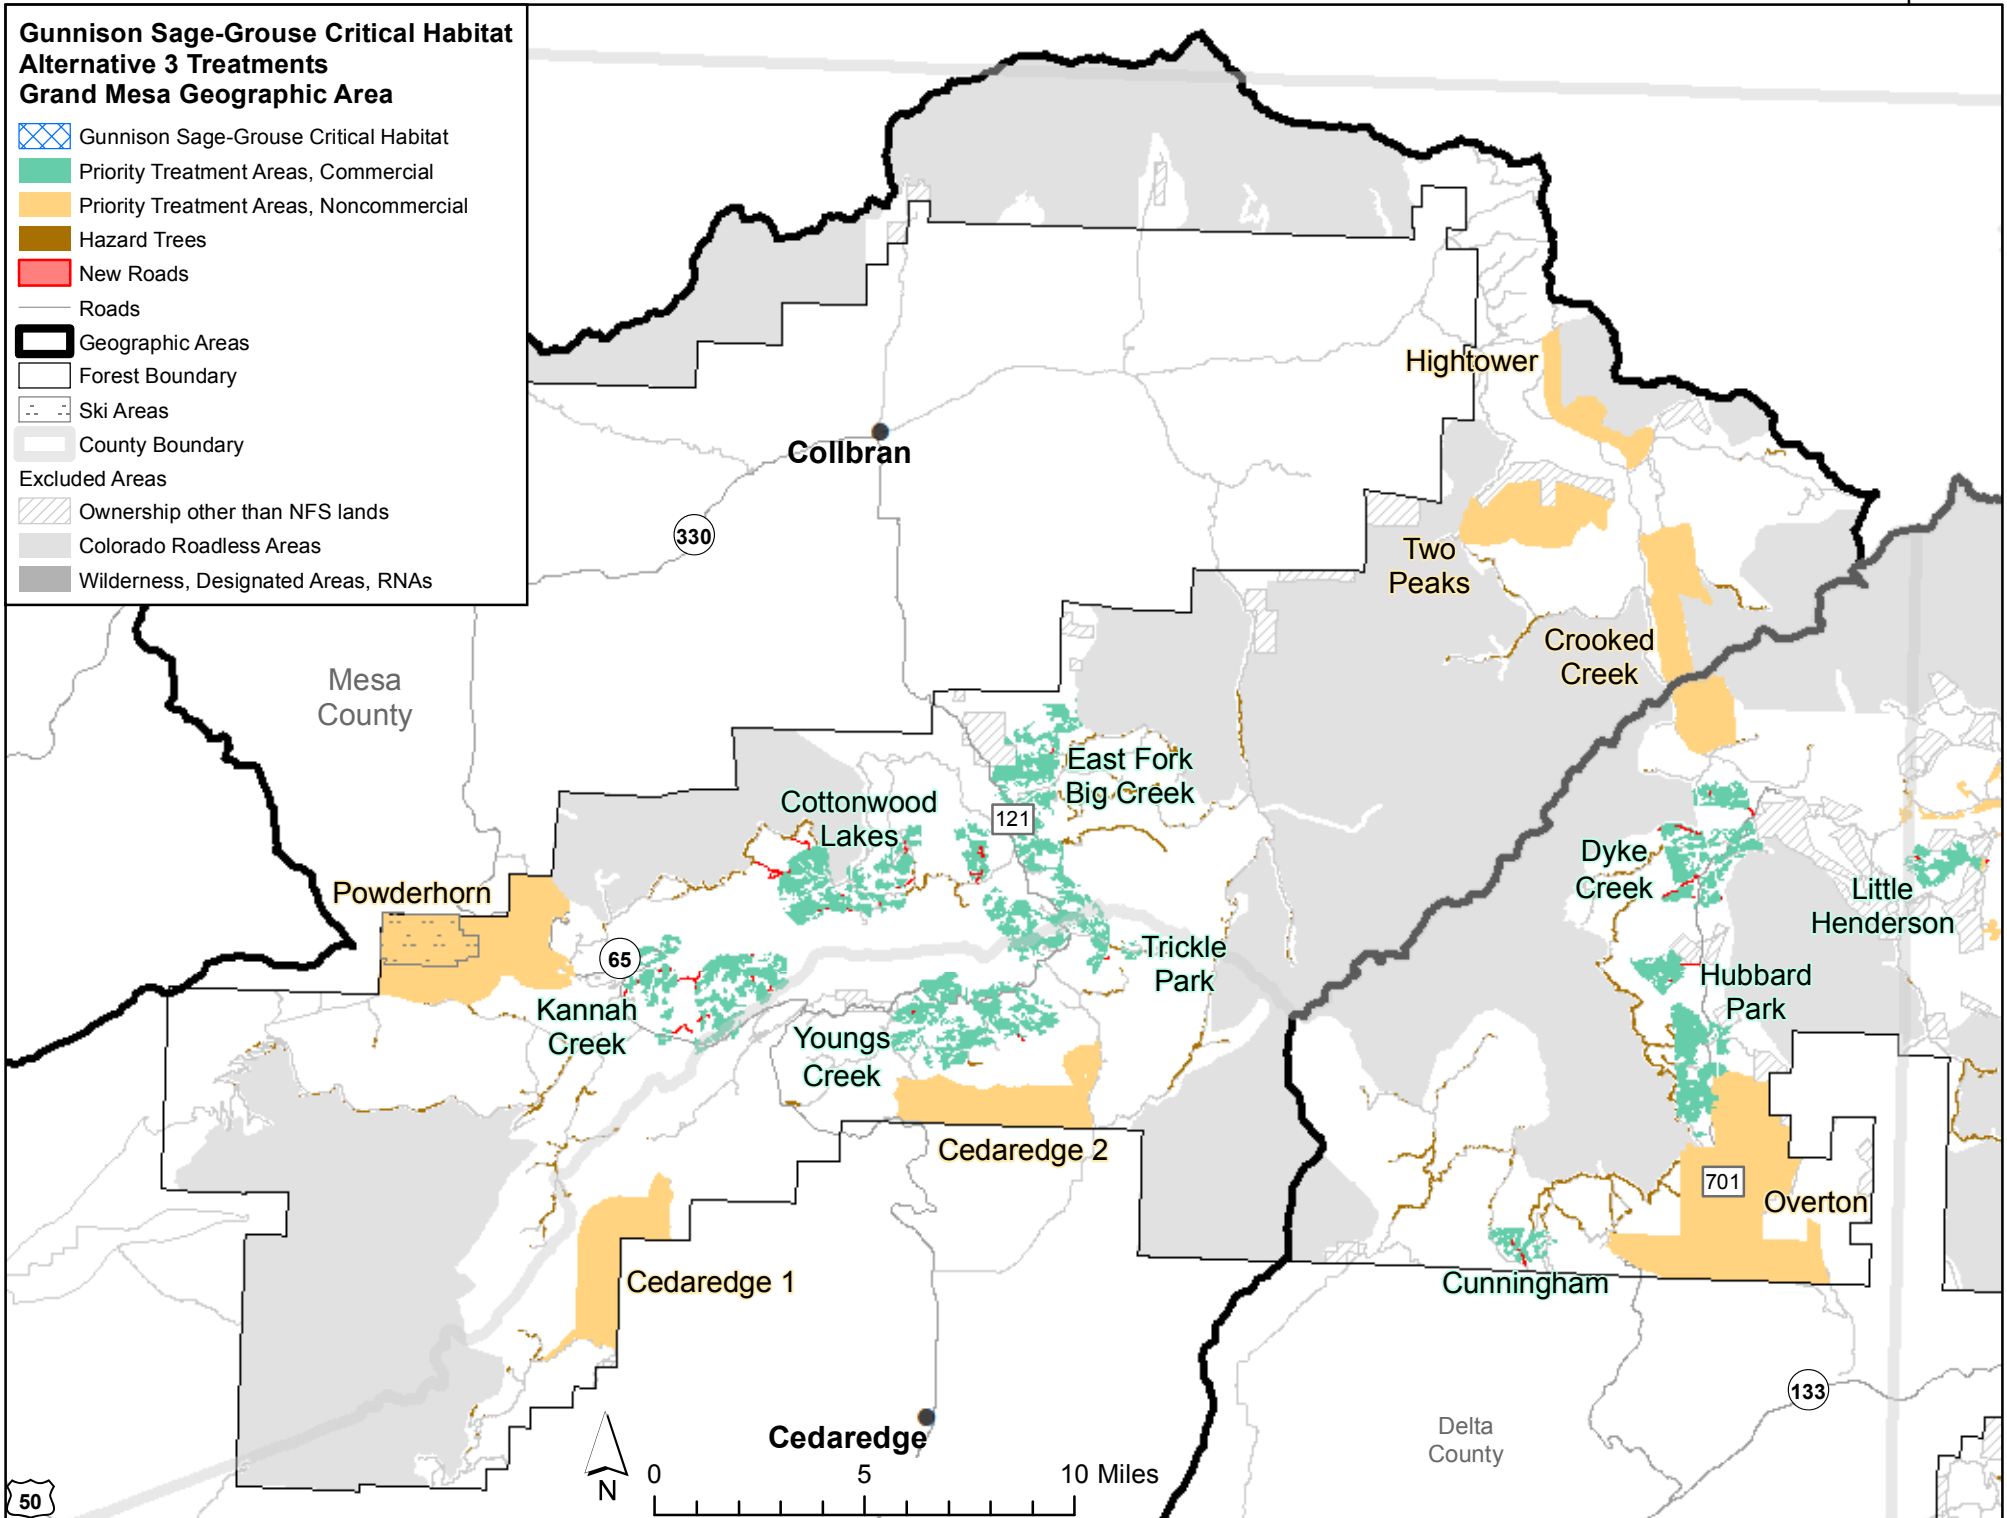 Gunnison Sage-Grouse Critical Habitat
Alternative 3 Treatments
Grand Mesa Geographic Area
Gunnison Sage-Grouse Critical Habitat
Priority Treatment Areas, Commercial
Priority Treatment Areas, Noncommercial
Hazard Trees
New Roads
Roads
Geographic Areas
Forest Boundary
Ski Areas
County Boundary
Excluded Areas
Ownership other than NFS lands
Colorado Roadless Areas
Wilderness, Designated Areas, RNAs
Hightower
Collbran
330
Two
Peaks
Crooked
Creek
Mesa
County
East Fork
Big Creek
Cottonwood
Lakes
121
Dyke
Creek
Little
Henderson
Powderhorn
65
Trickle
Park
Hubbard
Park
Kannah
Creek
Youngs
Creek
Cedaredge 2
701
Overton
Cedaredge 1
Cunningham
133
Cedaredge
Delta
County
N
0
5
10 Miles
50